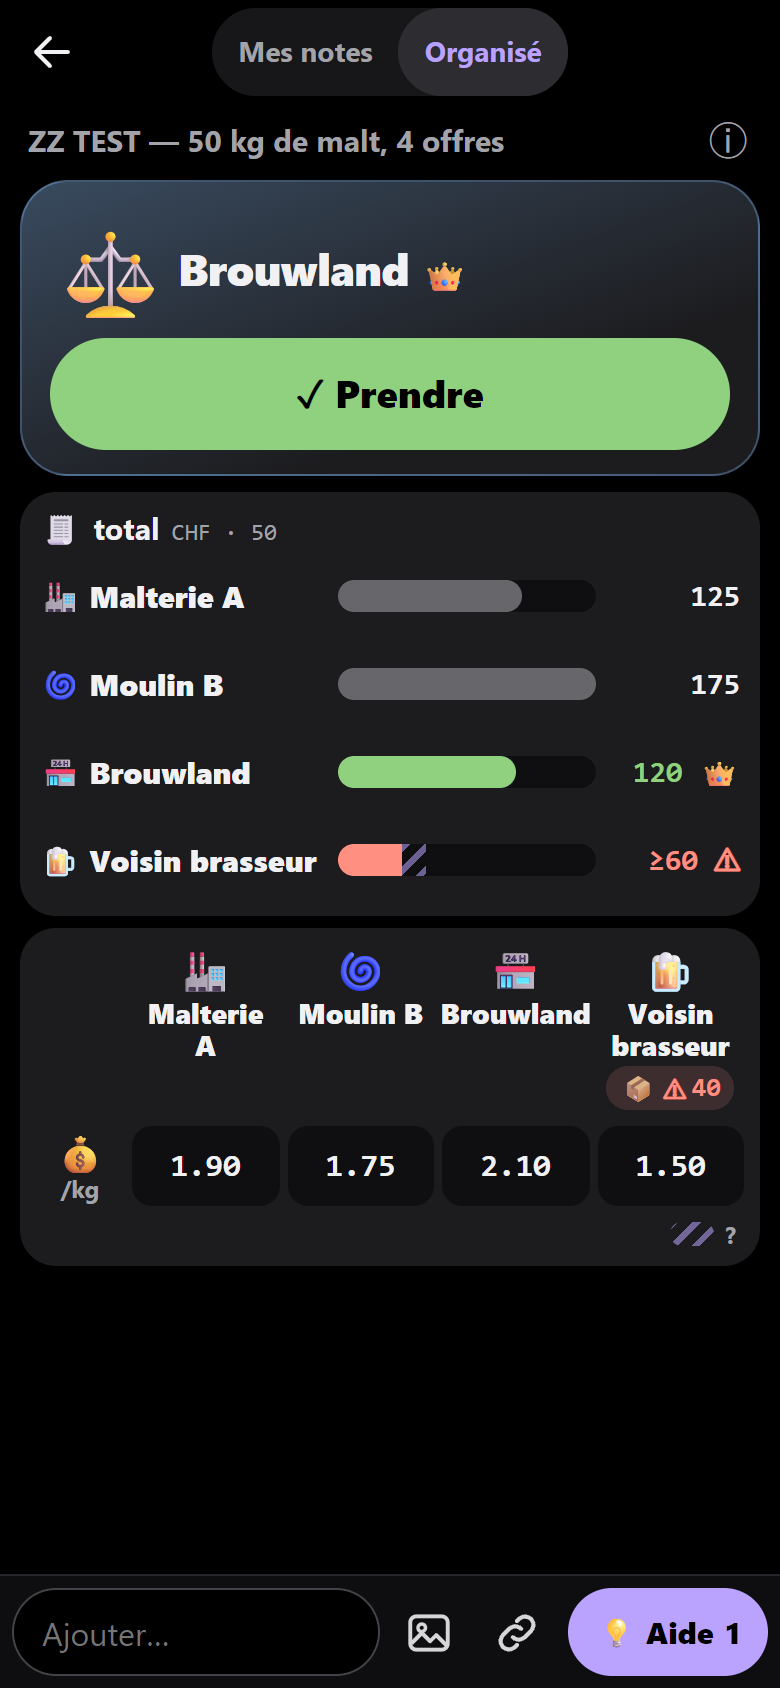 Mes notes
Organisé
ZZ TEST — 50 kg de malt, 4 offres
Brouwland
✓ Prendre
total CHF · 50
Malterie A 125
Moulin B 175
24 H
Brouwland 120
Voisin brasseur ≥60 ⚠
24 H
Malterie A
Moulin B
Brouwland
Voisin brasseur
⚠ 40
$
/kg
1.90 1.75 2.10 1.50
?
Ajouter...
Aide 1